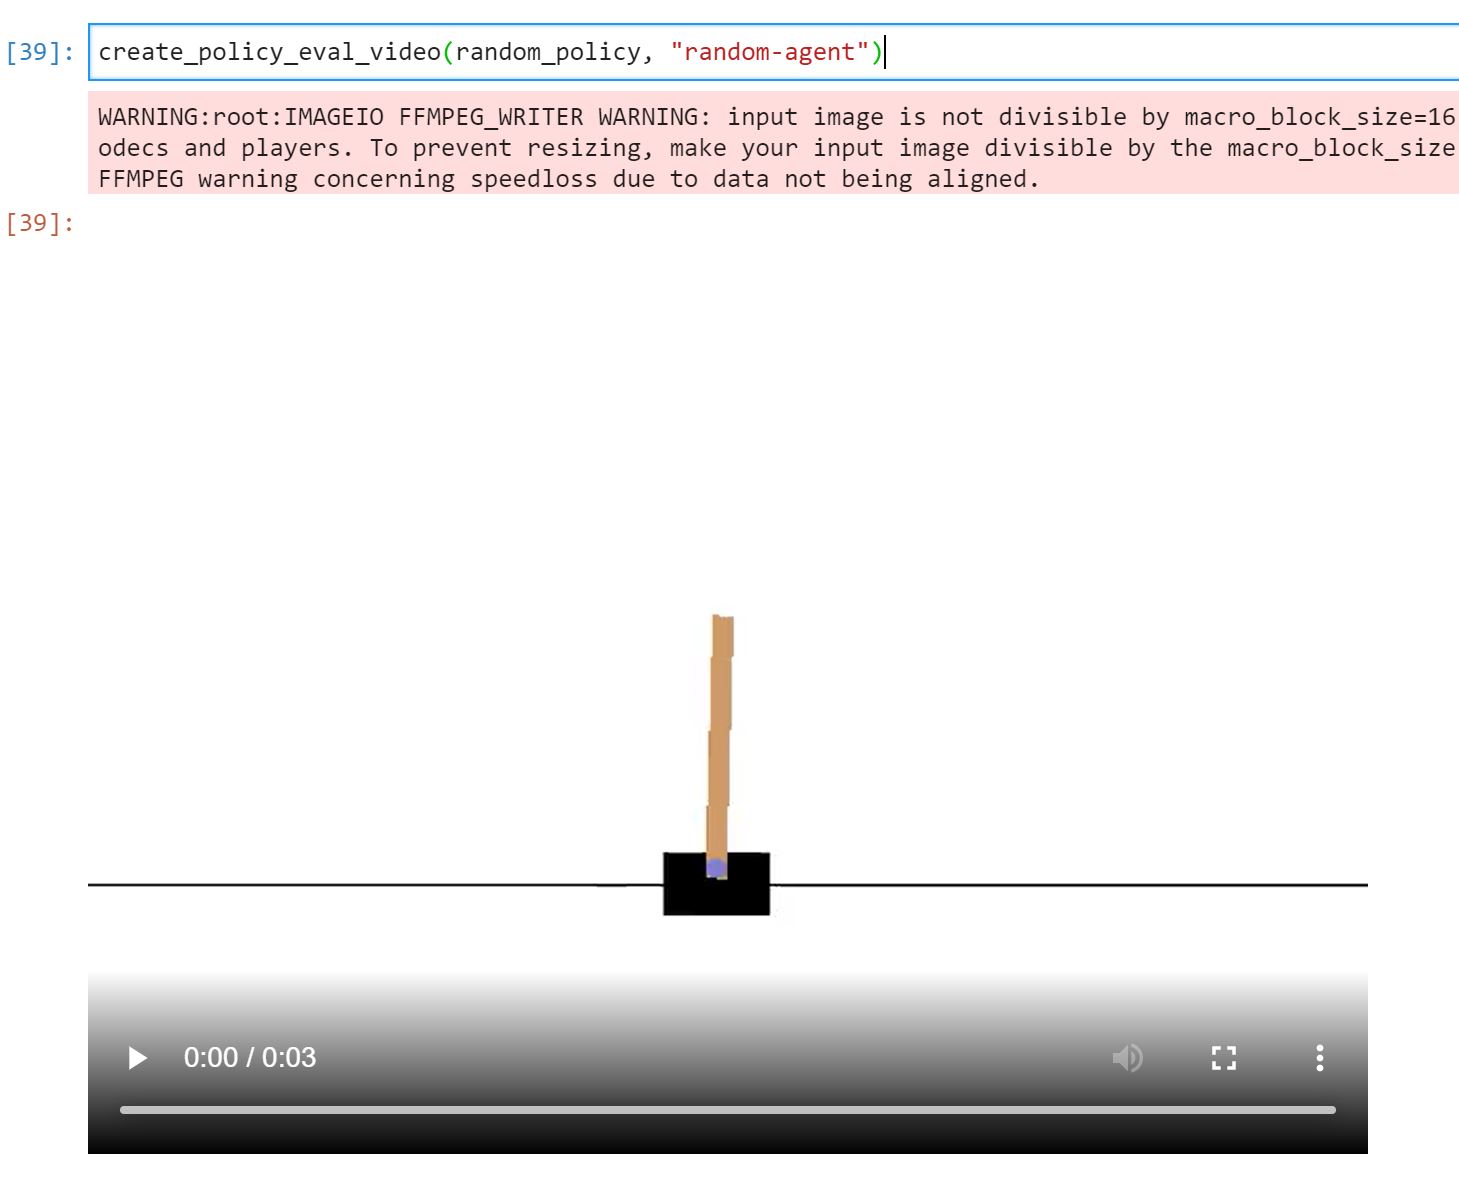 [39]: create_policy_eval_video(random_policy, "random-agent")
WARNING:root:IMAGEIO FFMPEG_WRITER WARNING: input image is not divisible by macro_block_size=16
odecs and players. To prevent resizing, make your input image divisible by the macro_block_size
FFMPEG warning concerning speedloss due to data not being aligned.
[39]:
0:00 / 0:03